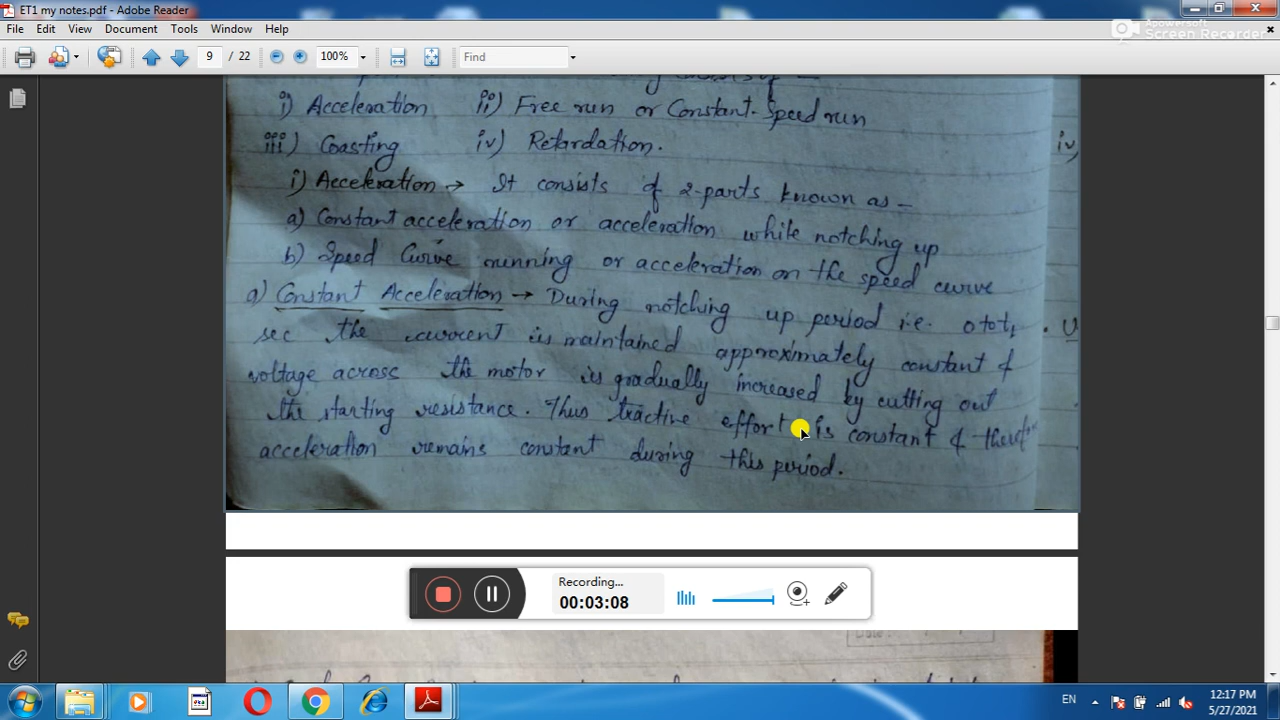 ET1 my notes.pdf - Adobe Reader
Apowersoft
Screen Recorder
File Edit View Document Tools Window Help
9 / 22 100% Find
i) Acceleration ii) Free run or Constant-Speed run
iii) Coasting iv) Retardation.
iv)
i) Acceleration → It consists of 2-parts known as -
a) Constant acceleration or acceleration while notching up
b) Speed Curve running or acceleration on the speed curve
a) Constant Acceleration → During notching up period i.e. 0 to t₁
sec the current is maintained approximately constant &
voltage across the motor is gradually increased by cutting out
the starting resistance. Thus tractive effort is constant & therefore
acceleration remains constant during this period.
Recording...
00:03:08
Date :
EN
12:17 PM
5/27/2021